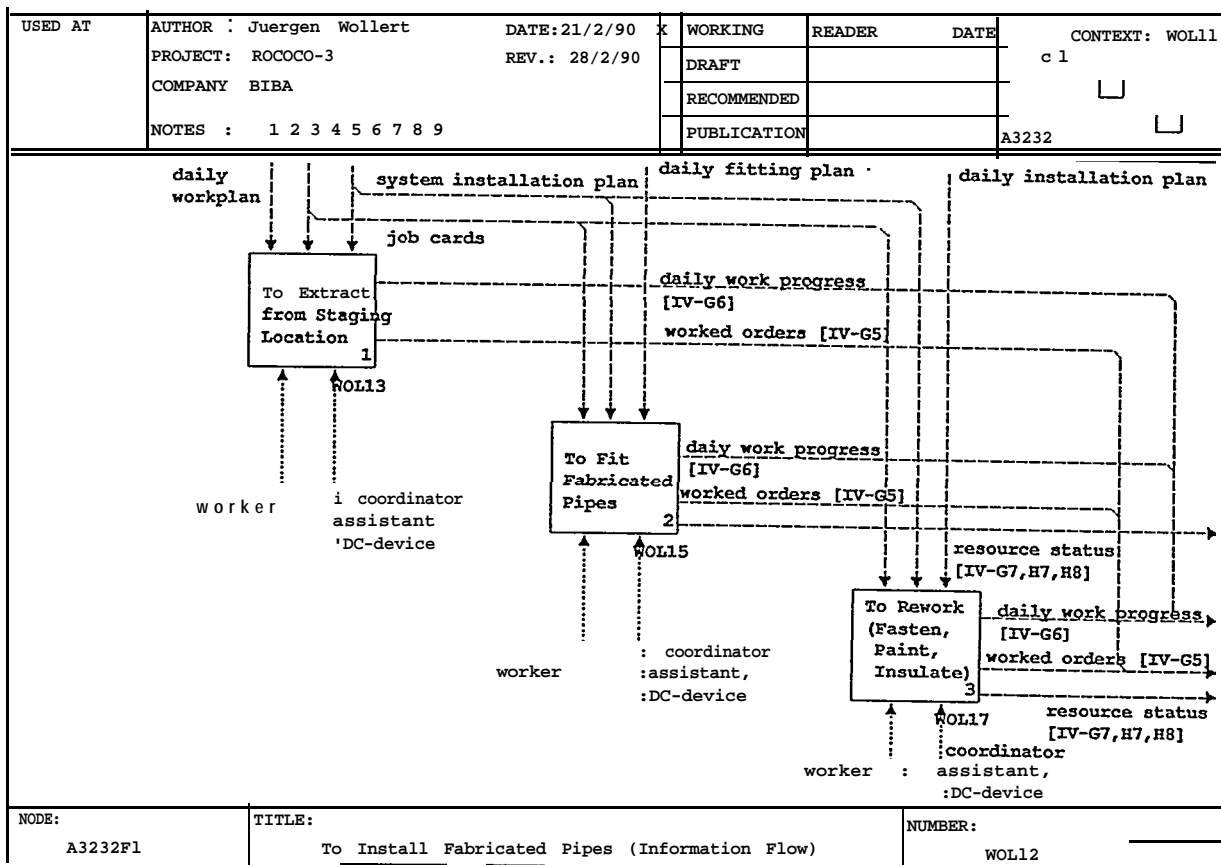 USED AT
AUTHOR : Juergen Wollert
DATE:21/2/90
X
WORKING
READER
DATE
CONTEXT: WOL11
PROJECT: ROCOCO-3
REV.: 28/2/90
DRAFT
c l
COMPANY BIBA
RECOMMENDED
NOTES : 1 2 3 4 5 6 7 8 9
PUBLICATION
A3232
daily
workplan
system installation plan
daily fitting plan
daily installation plan
job cards
To Extract
from Staging
Location
1
daily work progress
[IV-G6]
worked orders [IV-G5]
WOL13
worker
i coordinator
assistant
'DC-device
To Fit
Fabricated
Pipes
2
daiy work progress
[IV-G6]
worked orders [IV-G5]
resource status
[IV-G7,H7,H8]
WOL15
worker
: coordinator
:assistant,
:DC-device
To Rework
(Fasten,
Paint,
Insulate)
3
daily work progress
[IV-G6]
worked orders [IV-G5]
resource status
[IV-G7,H7,H8]
WOL17
worker
:
coordinator
assistant,
:DC-device
NODE:
A3232F1
TITLE:
To Install Fabricated Pipes (Information Flow)
NUMBER:
WOL12